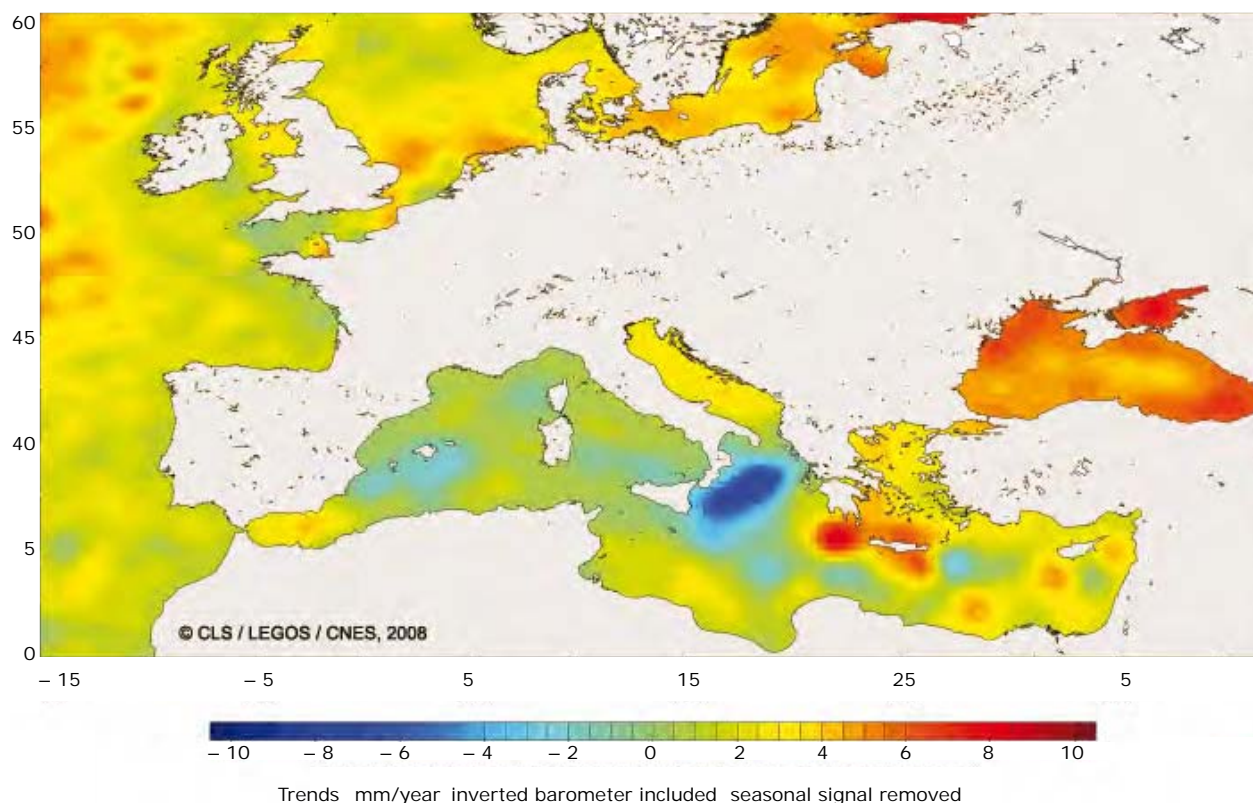 60
55
50
45
40
5
0
© CLS / LEGOS / CNES, 2008
– 15 – 5 5 15 25 5
– 10 – 8 – 6 – 4 – 2 0 2 4 6 8 10
Trends mm/year inverted barometer included seasonal signal removed